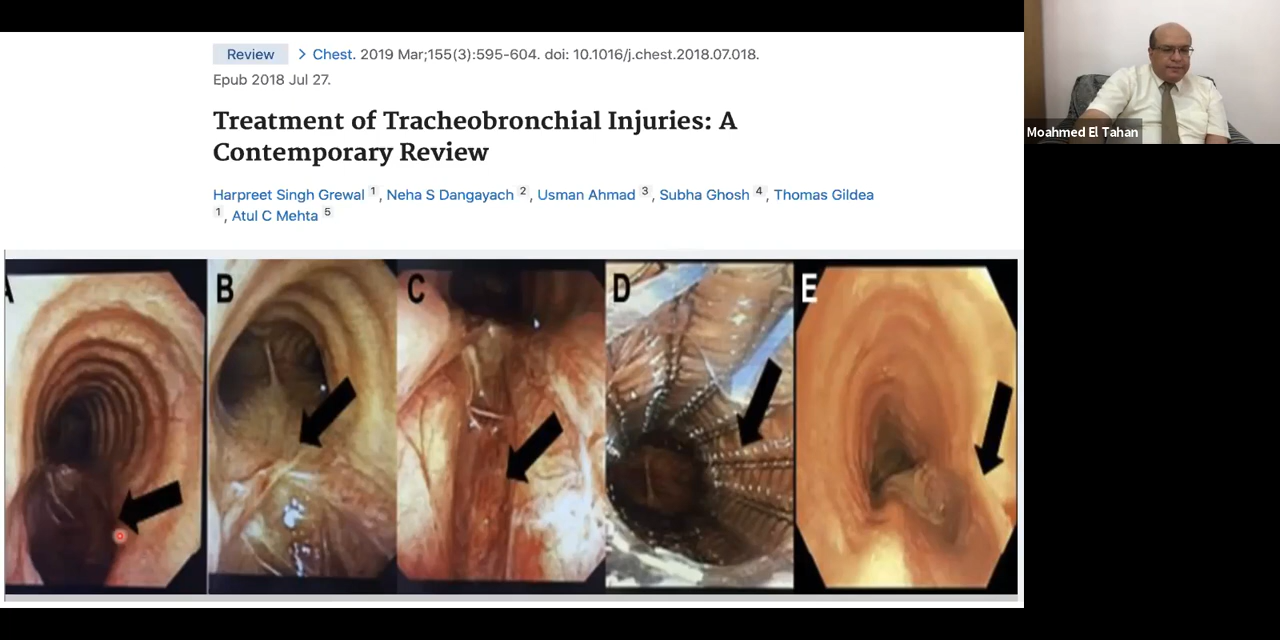 Review > Chest. 2019 Mar;155(3):595-604. doi: 10.1016/j.chest.2018.07.018.
Epub 2018 Jul 27.
Treatment of Tracheobronchial Injuries: A
Contemporary Review
Harpreet Singh Grewal 1, Neha S Dangayach 2, Usman Ahmad 3, Subha Ghosh 4, Thomas Gildea
1, Atul C Mehta 5
A B C D E
Moahmed El Tahan